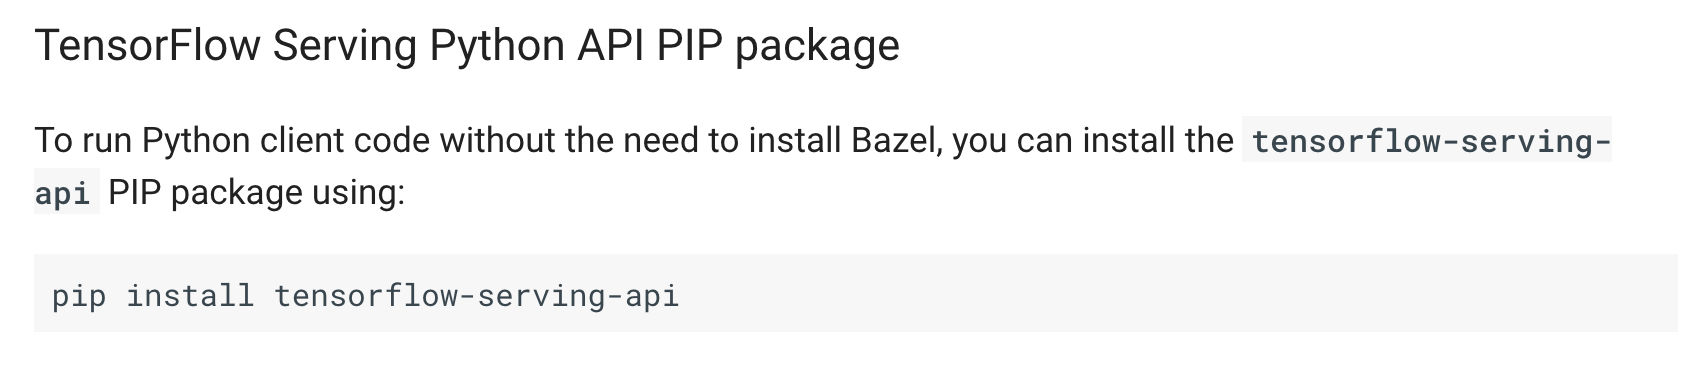 TensorFlow Serving Python API PIP package
To run Python client code without the need to install Bazel, you can install the tensorflow-serving-
api PIP package using:
pip install tensorflow-serving-api